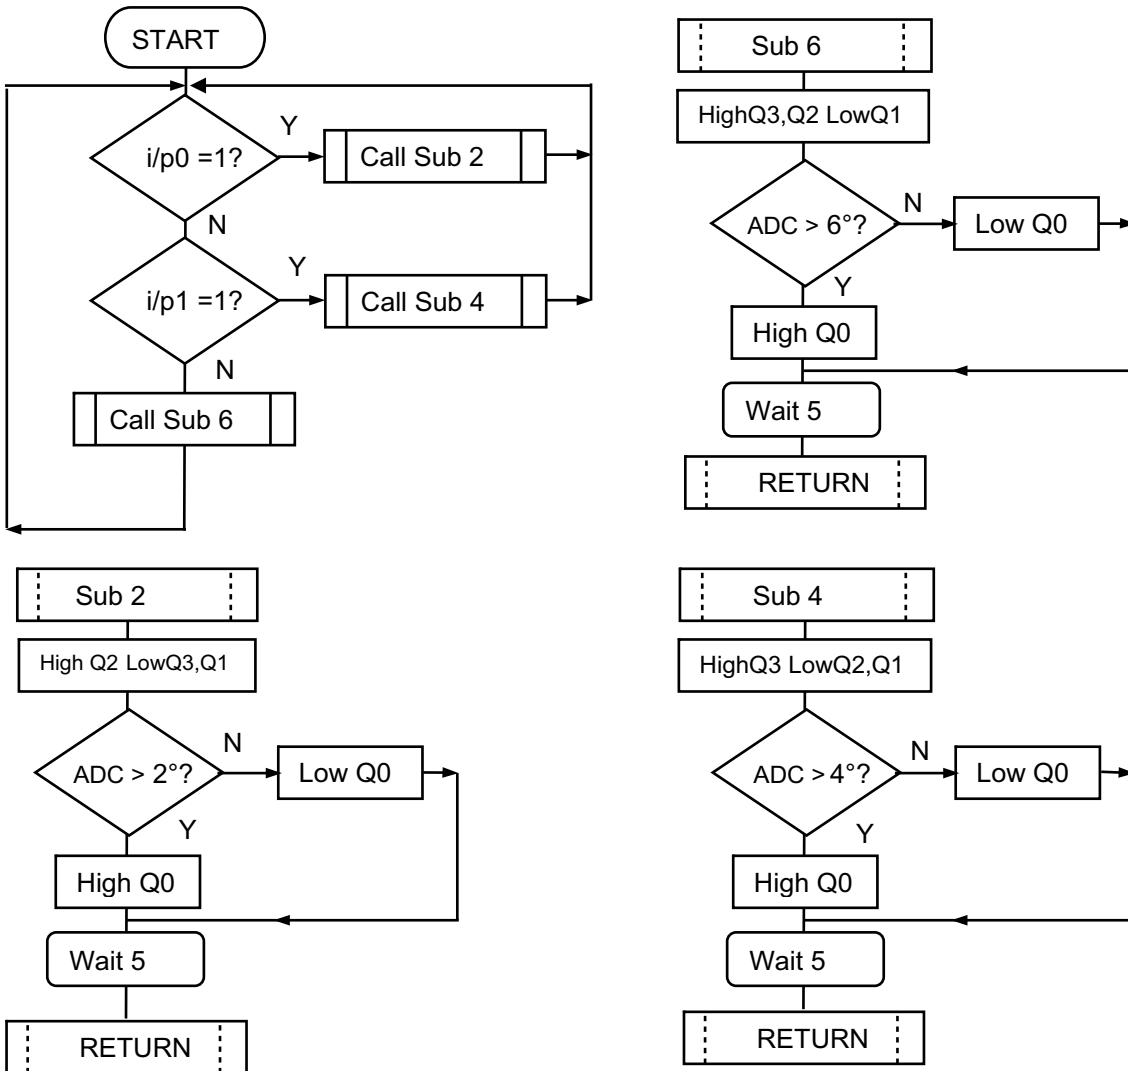 START
Y
i/p0 =1?
Call Sub 2
N
Y
i/p1 =1?
Call Sub 4
N
Call Sub 6
Sub 6
HighQ3,Q2 LowQ1
N
ADC > 6°?
Low Q0
Y
High Q0
Wait 5
RETURN
Sub 2
High Q2 LowQ3,Q1
N
ADC > 2°?
Low Q0
Y
High Q0
Wait 5
RETURN
Sub 4
HighQ3 LowQ2,Q1
N
ADC > 4°?
Low Q0
Y
High Q0
Wait 5
RETURN